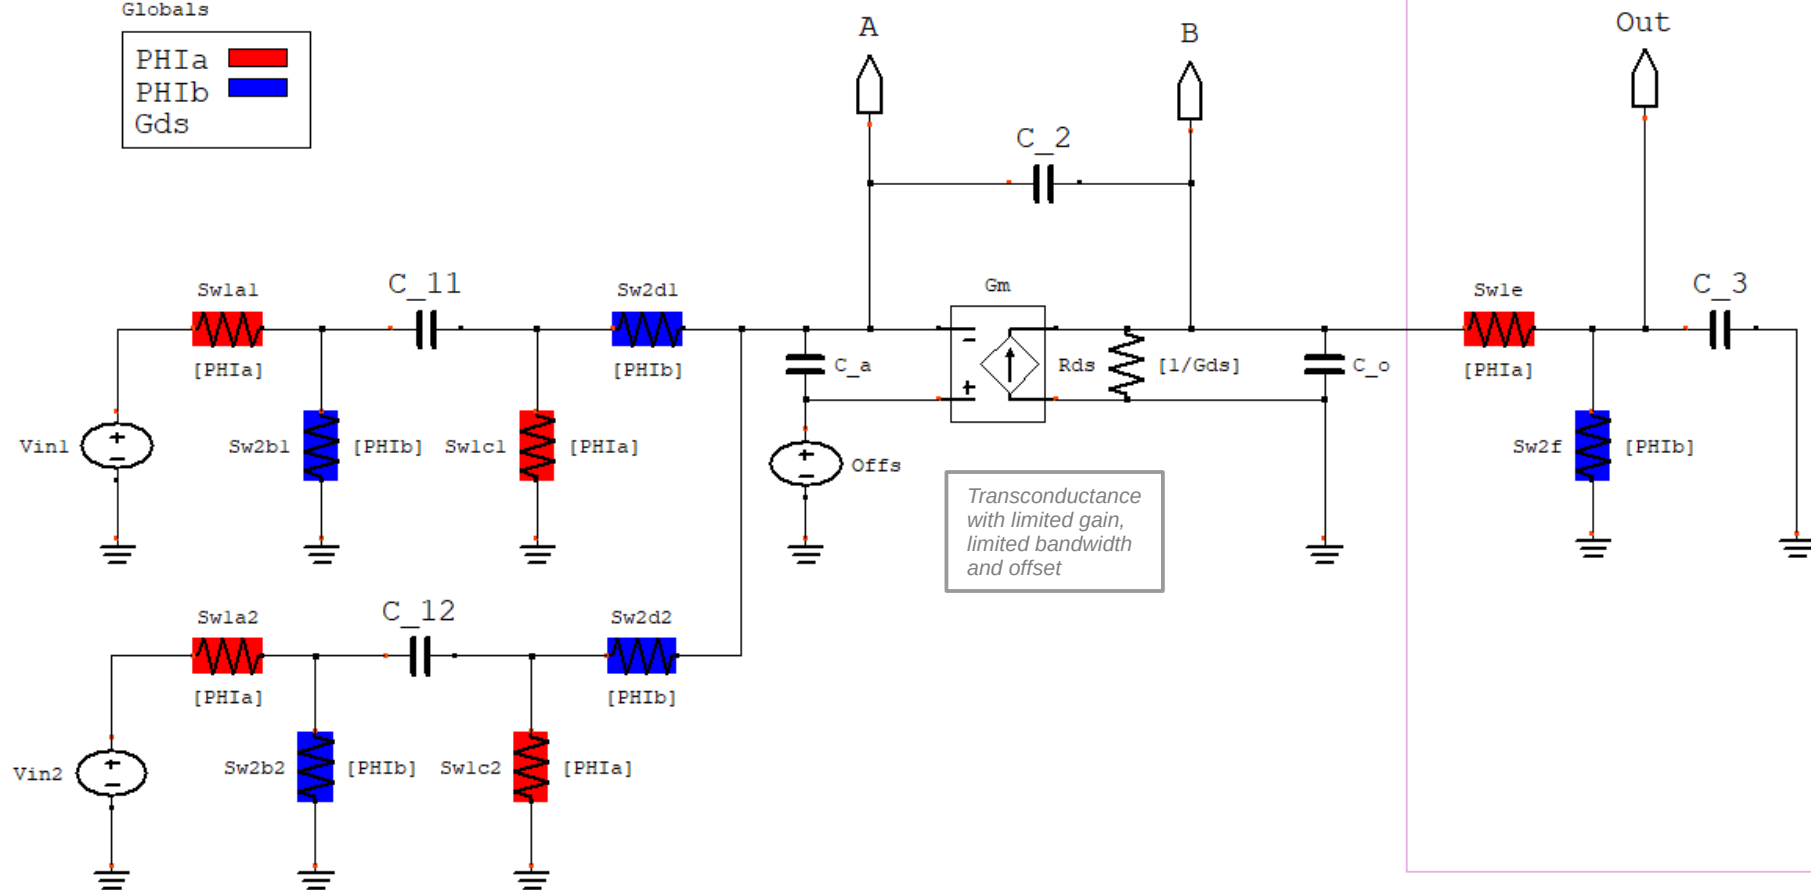 Globals
PHIa
PHIb
Gds
A
B
Out
C_2
C_11
Sw1a1
[PHIa]
Sw2d1
[PHIb]
Gm
Sw1e
[PHIa]
C_3
C_a
Rds
[1/Gds]
C_o
-
+
Vin1
+
-
Sw2b1
[PHIb]
Sw1c1
[PHIa]
+
-
Offs
Sw2f
[PHIb]
Transconductance
with limited gain,
limited bandwidth
and offset
C_12
Sw1a2
[PHIa]
Sw2d2
[PHIb]
Vin2
+
-
Sw2b2
[PHIb]
Sw1c2
[PHIa]